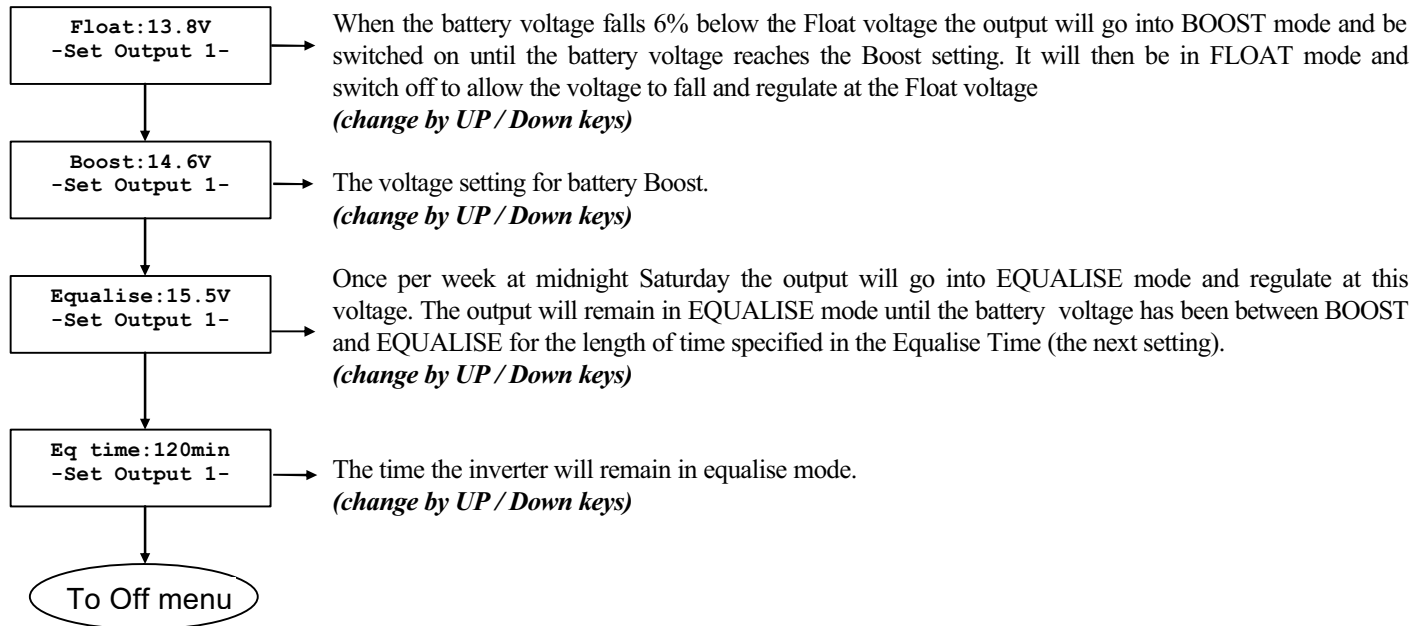 Float:13.8V
-Set Output 1-
When the battery voltage falls 6% below the Float voltage the output will go into BOOST mode and be
switched on until the battery voltage reaches the Boost setting. It will then be in FLOAT mode and
switch off to allow the voltage to fall and regulate at the Float voltage
(change by UP / Down keys)
Boost:14.6V
-Set Output 1-
The voltage setting for battery Boost.
(change by UP / Down keys)
Equalise:15.5V
-Set Output 1-
Once per week at midnight Saturday the output will go into EQUALISE mode and regulate at this
voltage. The output will remain in EQUALISE mode until the battery voltage has been between BOOST
and EQUALISE for the length of time specified in the Equalise Time (the next setting).
(change by UP / Down keys)
Eq time:120min
-Set Output 1-
The time the inverter will remain in equalise mode.
(change by UP / Down keys)
To Off menu